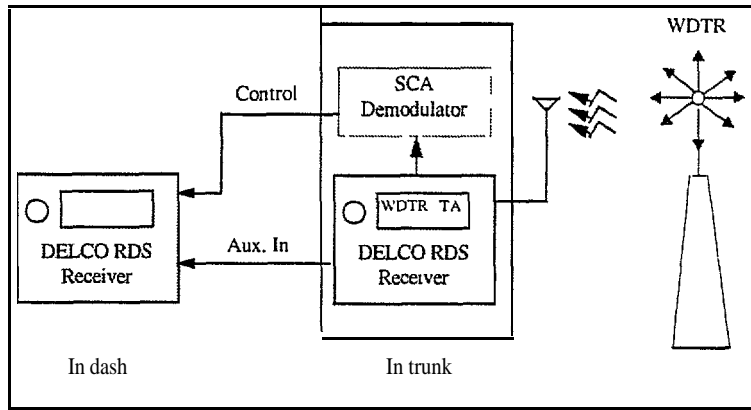 WDTR
SCA
Demodulator
Control
WDTR TA
DELCO RDS
Receiver
Aux. In
DELCO RDS
Receiver
In dash
In trunk